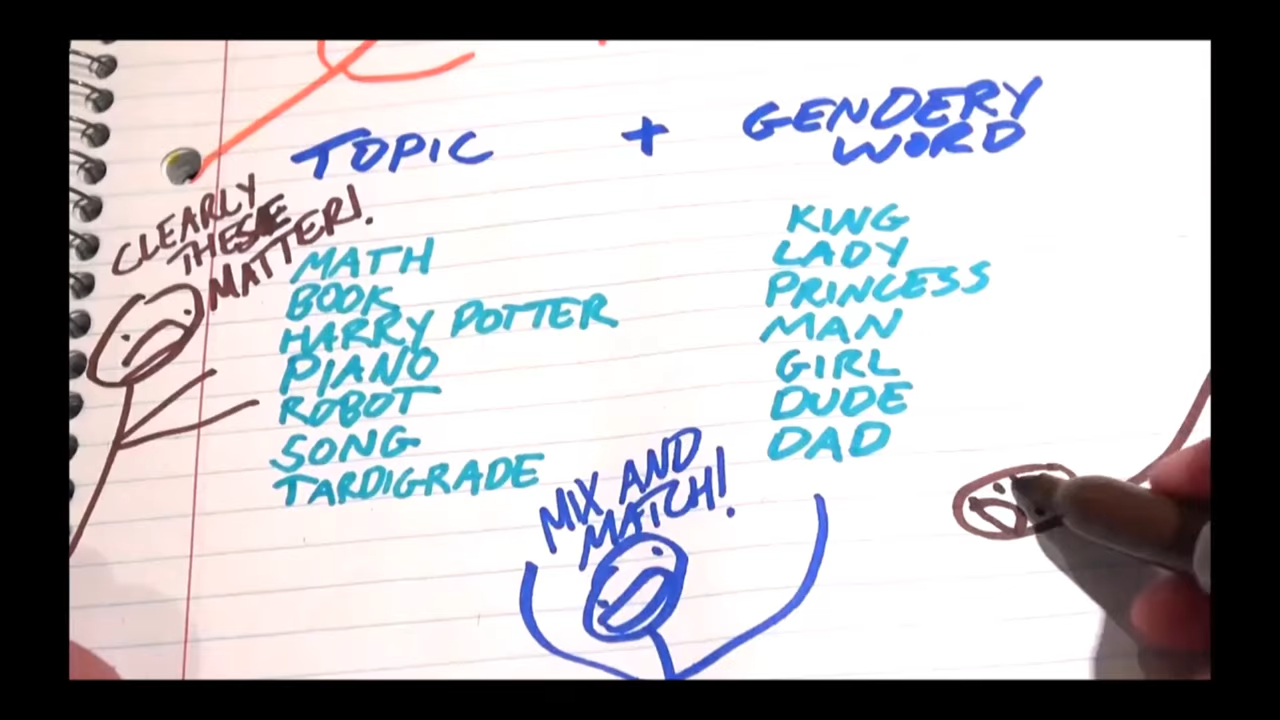 TOPIC + GENDERY
WORD
CLEARLY
THESE
MATTER!
MATH
BOOK
HARRY POTTER
PIANO
ROBOT
SONG
TARDIGRADE
KING
LADY
PRINCESS
MAN
GIRL
DUDE
DAD
MIX AND
MATCH!